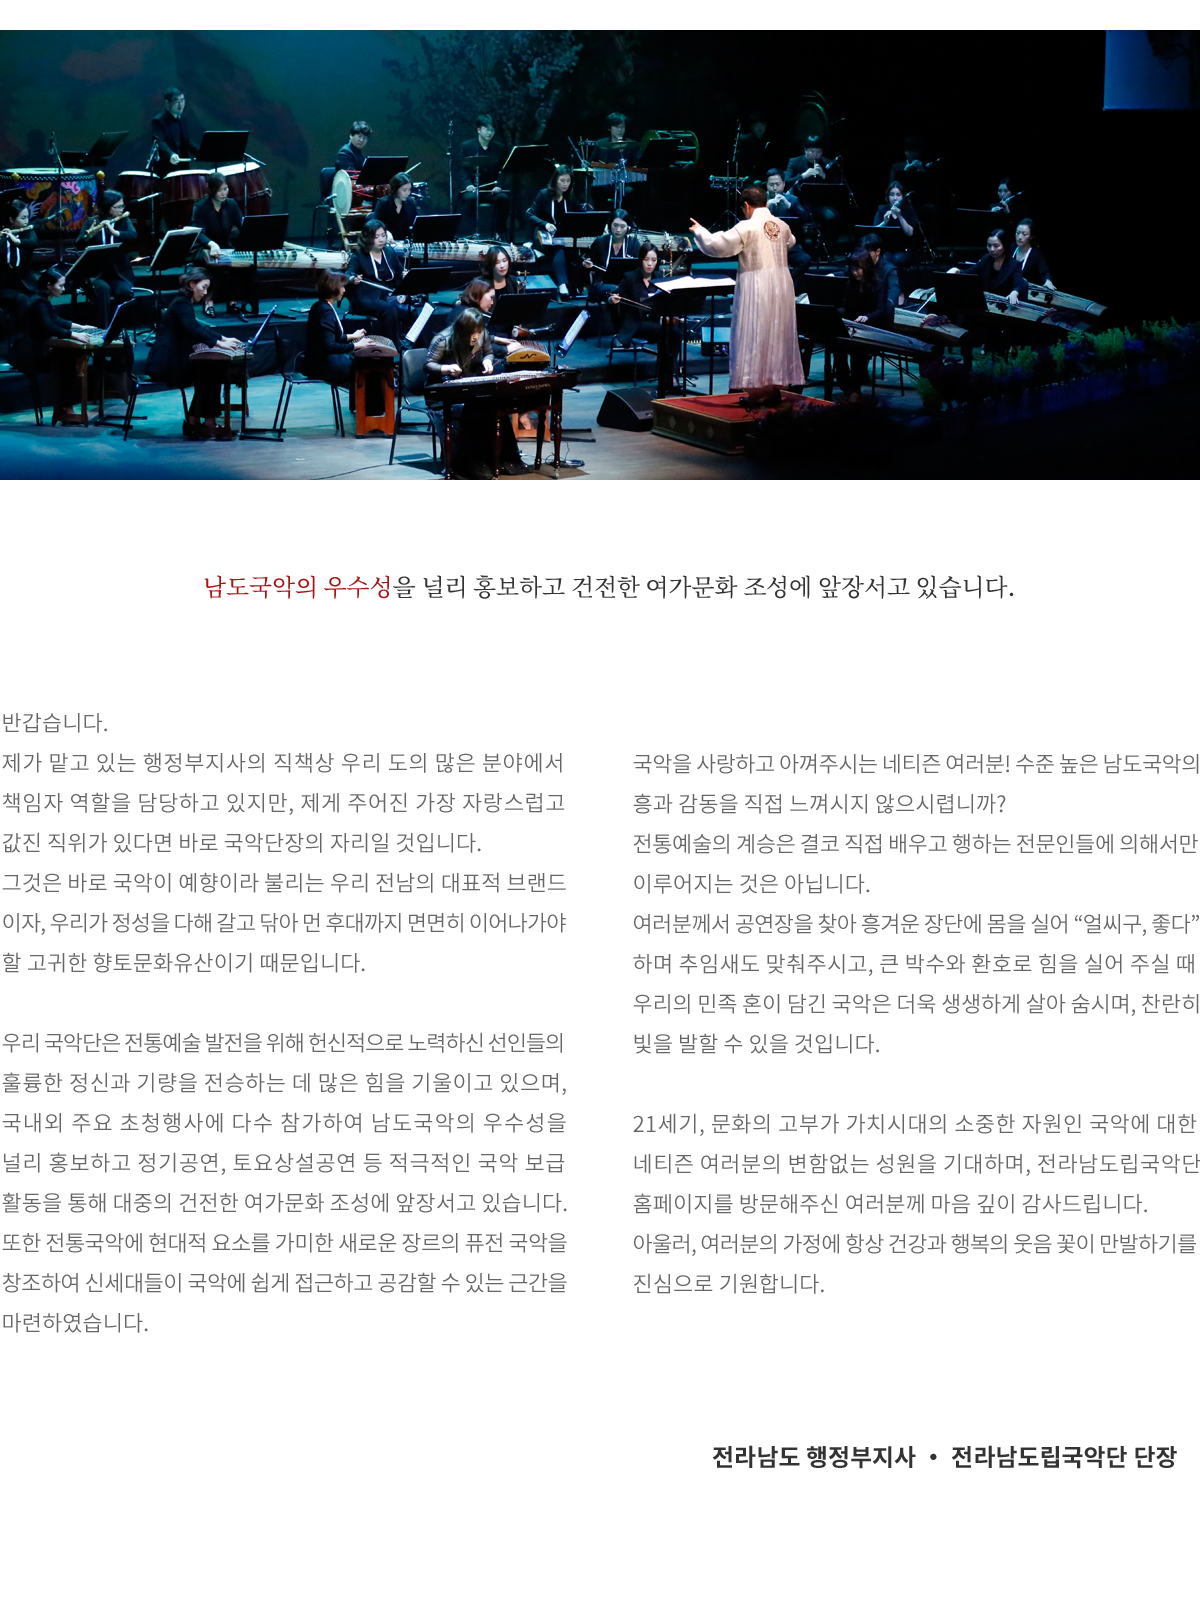 남도국악의 우수성을 널리 홍보하고 건전한 여가문화 조성에 앞장서고 있습니다.
반갑습니다.
제가 맡고 있는 행정부지사의 직책상 우리 도의 많은 분야에서
책임자 역할을 담당하고 있지만, 제게 주어진 가장 자랑스럽고
값진 직위가 있다면 바로 국악단장의 자리일 것입니다.
그것은 바로 국악이 예향이라 불리는 우리 전남의 대표적 브랜드
이자, 우리가 정성을 다해 갈고 닦아 먼 후대까지 면면히 이어나가야
할 고귀한 향토문화유산이기 때문입니다.
우리 국악단은 전통예술 발전을 위해 헌신적으로 노력하신 선인들의
훌륭한 정신과 기량을 전승하는 데 많은 힘을 기울이고 있으며,
국내외 주요 초청행사에 다수 참가하여 남도국악의 우수성을
널리 홍보하고 정기공연, 토요상설공연 등 적극적인 국악 보급
활동을 통해 대중의 건전한 여가문화 조성에 앞장서고 있습니다.
또한 전통국악에 현대적 요소를 가미한 새로운 장르의 퓨전 국악을
창조하여 신세대들이 국악에 쉽게 접근하고 공감할 수 있는 근간을
마련하였습니다.
국악을 사랑하고 아껴주시는 네티즌 여러분! 수준 높은 남도국악의
흥과 감동을 직접 느껴시지 않으시렵니까?
전통예술의 계승은 결코 직접 배우고 행하는 전문인들에 의해서만
이루어지는 것은 아닙니다.
여러분께서 공연장을 찾아 흥겨운 장단에 몸을 실어 “얼씨구, 좋다”
하며 추임새도 맞춰주시고, 큰 박수와 환호로 힘을 실어 주실 때
우리의 민족 혼이 담긴 국악은 더욱 생생하게 살아 숨시며, 찬란히
빛을 발할 수 있을 것입니다.
21세기, 문화의 고부가 가치시대의 소중한 자원인 국악에 대한
네티즌 여러분의 변함없는 성원을 기대하며, 전라남도립국악단
홈페이지를 방문해주신 여러분께 마음 깊이 감사드립니다.
아울러, 여러분의 가정에 항상 건강과 행복의 웃음 꽃이 만발하기를
진심으로 기원합니다.
전라남도 행정부지사 • 전라남도립국악단 단장